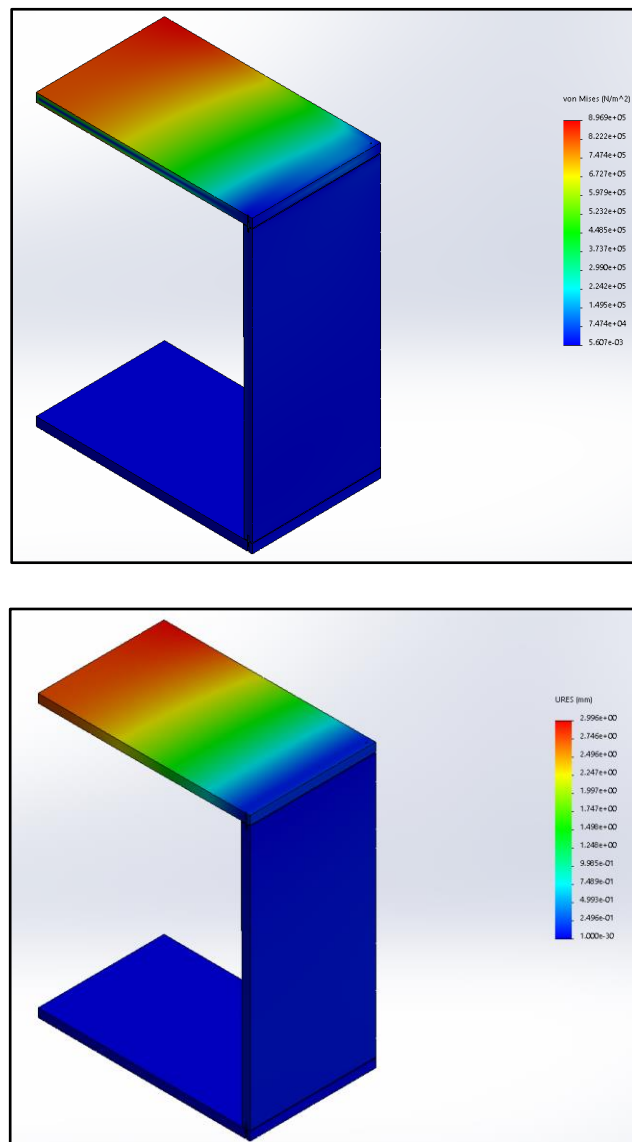 von Mises (N/m^2)
8.969e+05
8.222e+05
7.474e+05
6.727e+05
5.979e+05
5.232e+05
4.485e+05
3.737e+05
2.990e+05
2.242e+05
1.495e+05
7.474e+04
5.607e-03
URES (mm)
2.996e+00
2.746e+00
2.496e+00
2.247e+00
1.997e+00
1.747e+00
1.498e+00
1.248e+00
9.985e-01
7.489e-01
4.993e-01
2.496e-01
1.000e-30